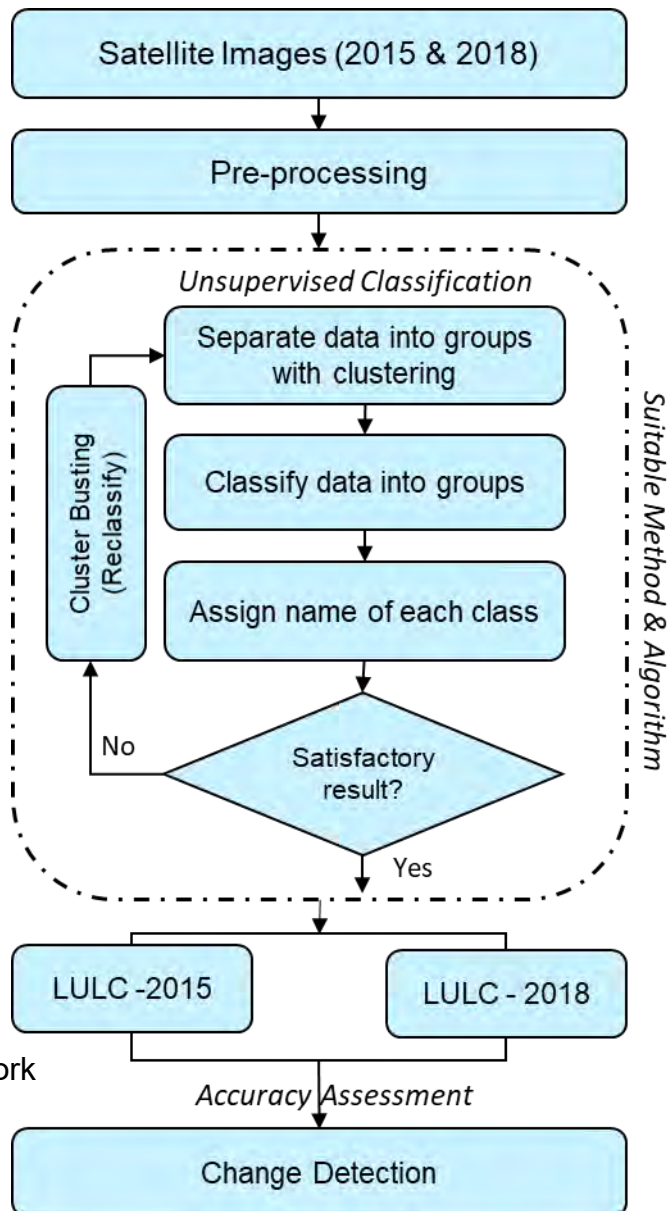 Satellite Images (2015 & 2018)
Pre-processing
Unsupervised Classification
Separate data into groups
with clustering
Classify data into groups
Assign name of each class
Cluster Busting
(Reclassify)
Suitable Method & Algorithm
Satisfactory
result?
No
Yes
LULC -2015
LULC - 2018
ork
Accuracy Assessment
Change Detection